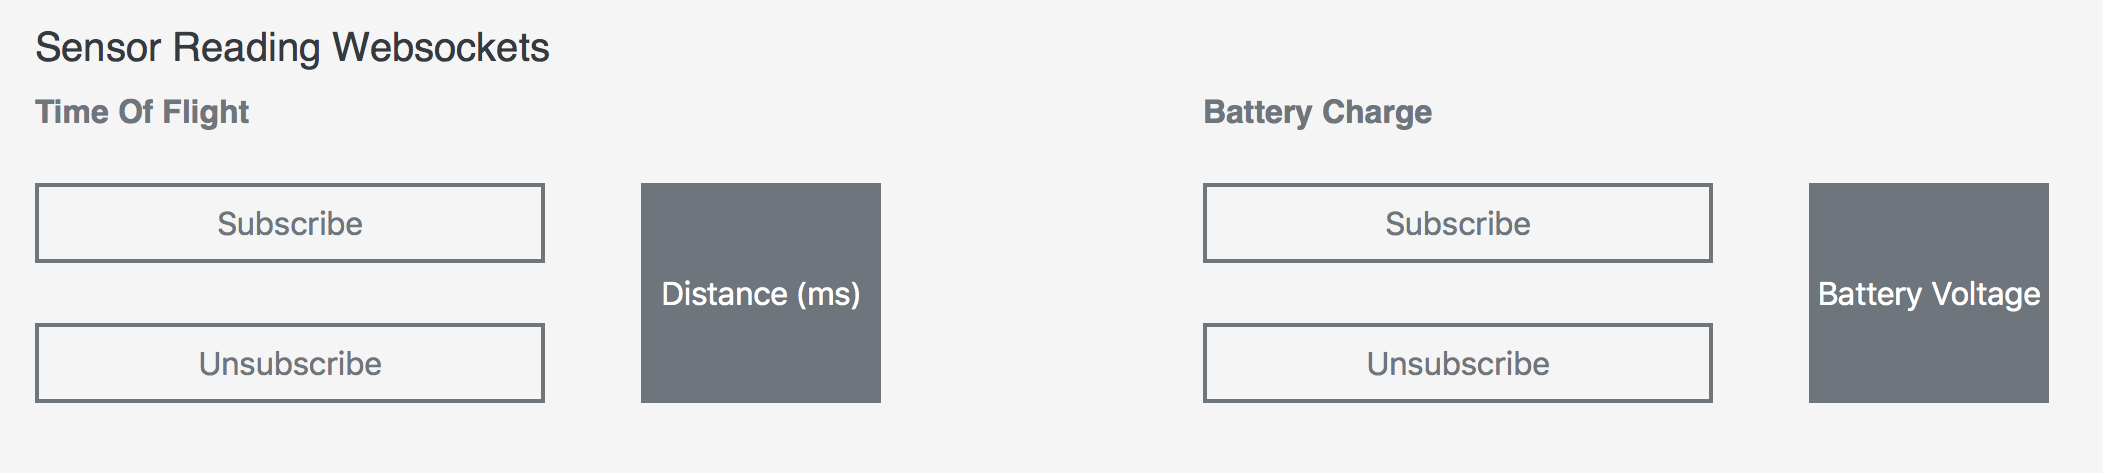 Sensor Reading Websockets
Time Of Flight
Subscribe
Unsubscribe
Distance (ms)
Battery Charge
Subscribe
Unsubscribe
Battery Voltage